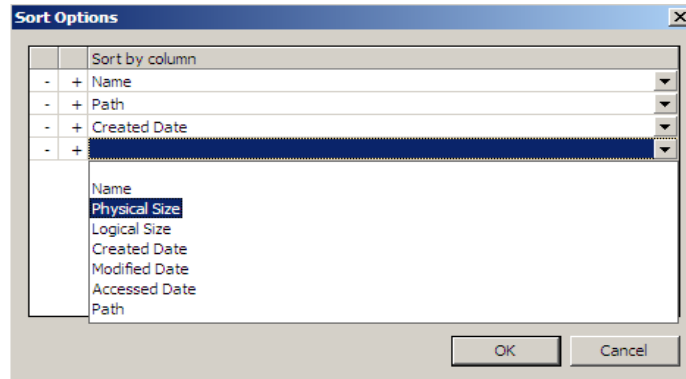 Sort Options
Sort by column
- + Name
- + Path
- + Created Date
- +
Name
Physical Size
Logical Size
Created Date
Modified Date
Accessed Date
Path
OK Cancel